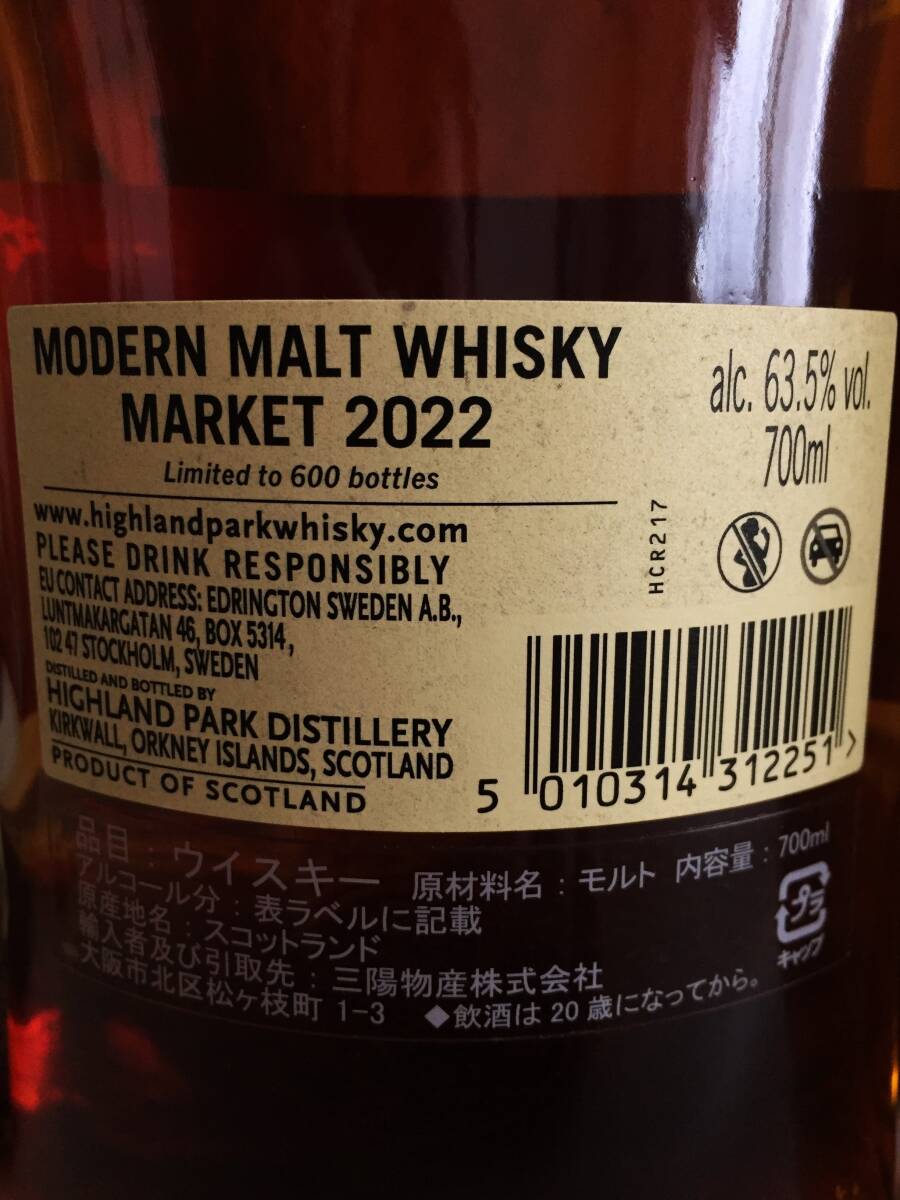 MODERN MALT WHISKY
MARKET 2022
Limited to 600 bottles
www.highlandparkwhisky.com
PLEASE DRINK RESPONSIBLY
EU CONTACT ADDRESS: EDRINGTON SWEDEN A.B.,
LUNTMAKARGATAN 46, BOX 5314,
102 47 STOCKHOLM, SWEDEN
DISTILLED AND BOTTLED BY
HIGHLAND PARK DISTILLERY
KIRKWALL, ORKNEY ISLANDS, SCOTLAND
PRODUCT OF SCOTLAND
alc. 63.5% vol.
700ml
HCR217
5 010314 312251 >
品目：ウイスキー 原材料名：モルト 内容量：700ml
アルコール分：表ラベルに記載
原産地名：スコットランド
輸入者及び引取先：三陽物産株式会社
大阪市北区松ヶ枝町 1-3 ◆飲酒は20歳になってから。
プラ
キャップ